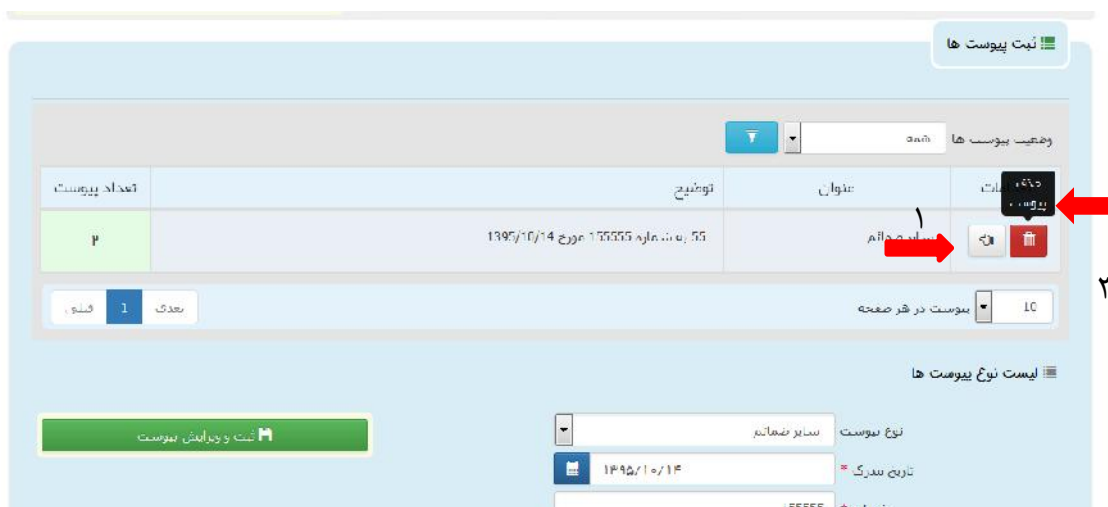 ثبت پیوست ها
وضعیت پیوست ها همه
حذف پیوست
عنوان توضیح تعداد پیوست
۱
سایر ضمائم 55 به شماره 155555 مورخ 1395/10/14 ۲
۲
10 پیوست در هر صفحه بعدی 1 قبلی
لیست نوع پیوست ها
نوع پیوست سایر ضمائم ثبت و ویرایش پیوست
تاریخ مدرک * ۱۳۹۵/۱۰/۱۴